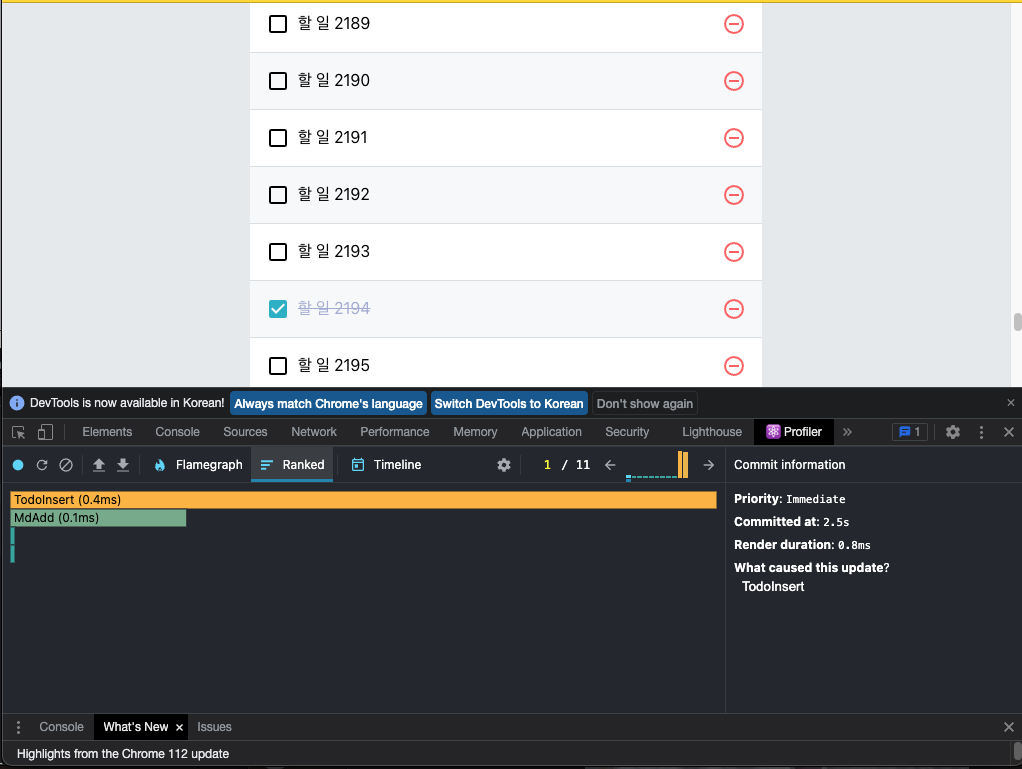 할 일 2189
할 일 2190
할 일 2191
할 일 2192
할 일 2193
할 일 2194
할 일 2195
DevTools is now available in Korean! Always match Chrome's language Switch DevTools to Korean Don't show again
Elements Console Sources Network Performance Memory Application Security Lighthouse Profiler 1
Flamegraph Ranked Timeline 1 / 11 Commit information
TodoInsert (0.4ms)
MdAdd (0.1ms)
Priority: Immediate
Committed at: 2.5s
Render duration: 0.8ms
What caused this update?
TodoInsert
Console What's New Issues
Highlights from the Chrome 112 update